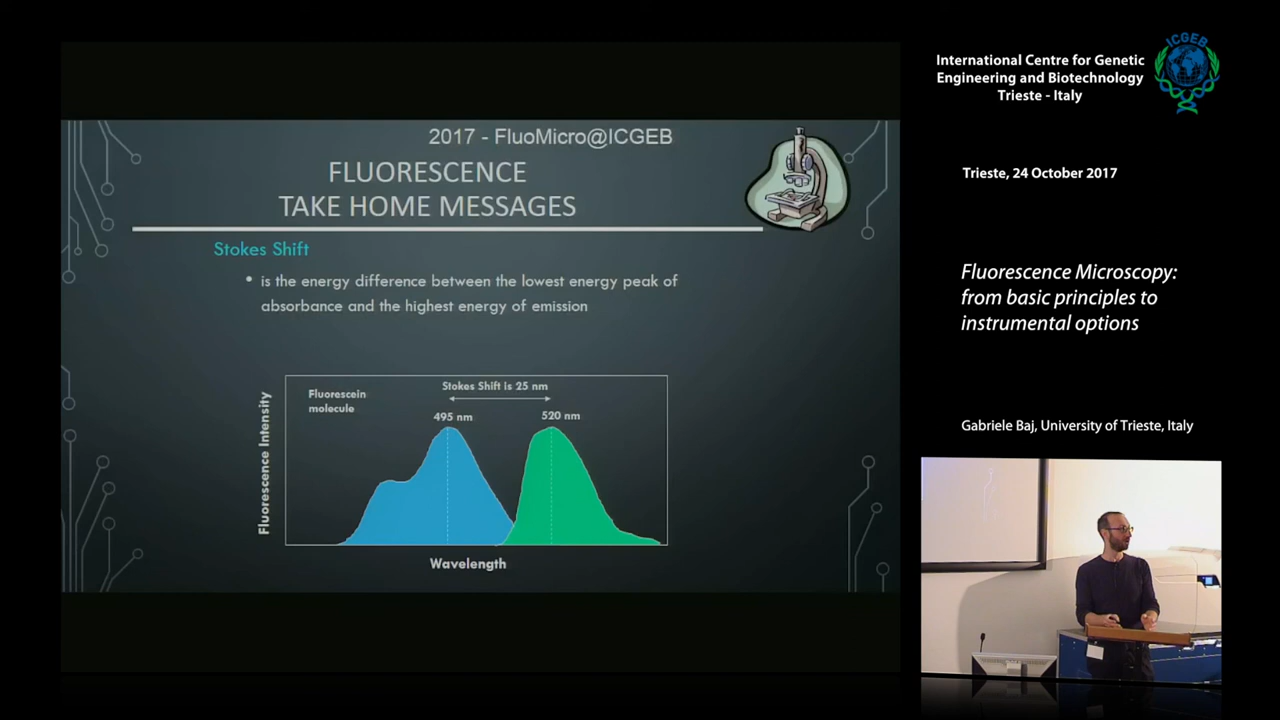 2017 - FluoMicro@ICGEB
FLUORESCENCE
TAKE HOME MESSAGES
Stokes Shift
• is the energy difference between the lowest energy peak of
absorbance and the highest energy of emission
Stokes Shift is 25 nm
Fluorescein
molecule
495 nm
520 nm
Fluorescence Intensity
Wavelength
ICGEB
International Centre for Genetic
Engineering and Biotechnology
Trieste - Italy
Trieste, 24 October 2017
Fluorescence Microscopy:
from basic principles to
instrumental options
Gabriele Baj, University of Trieste, Italy